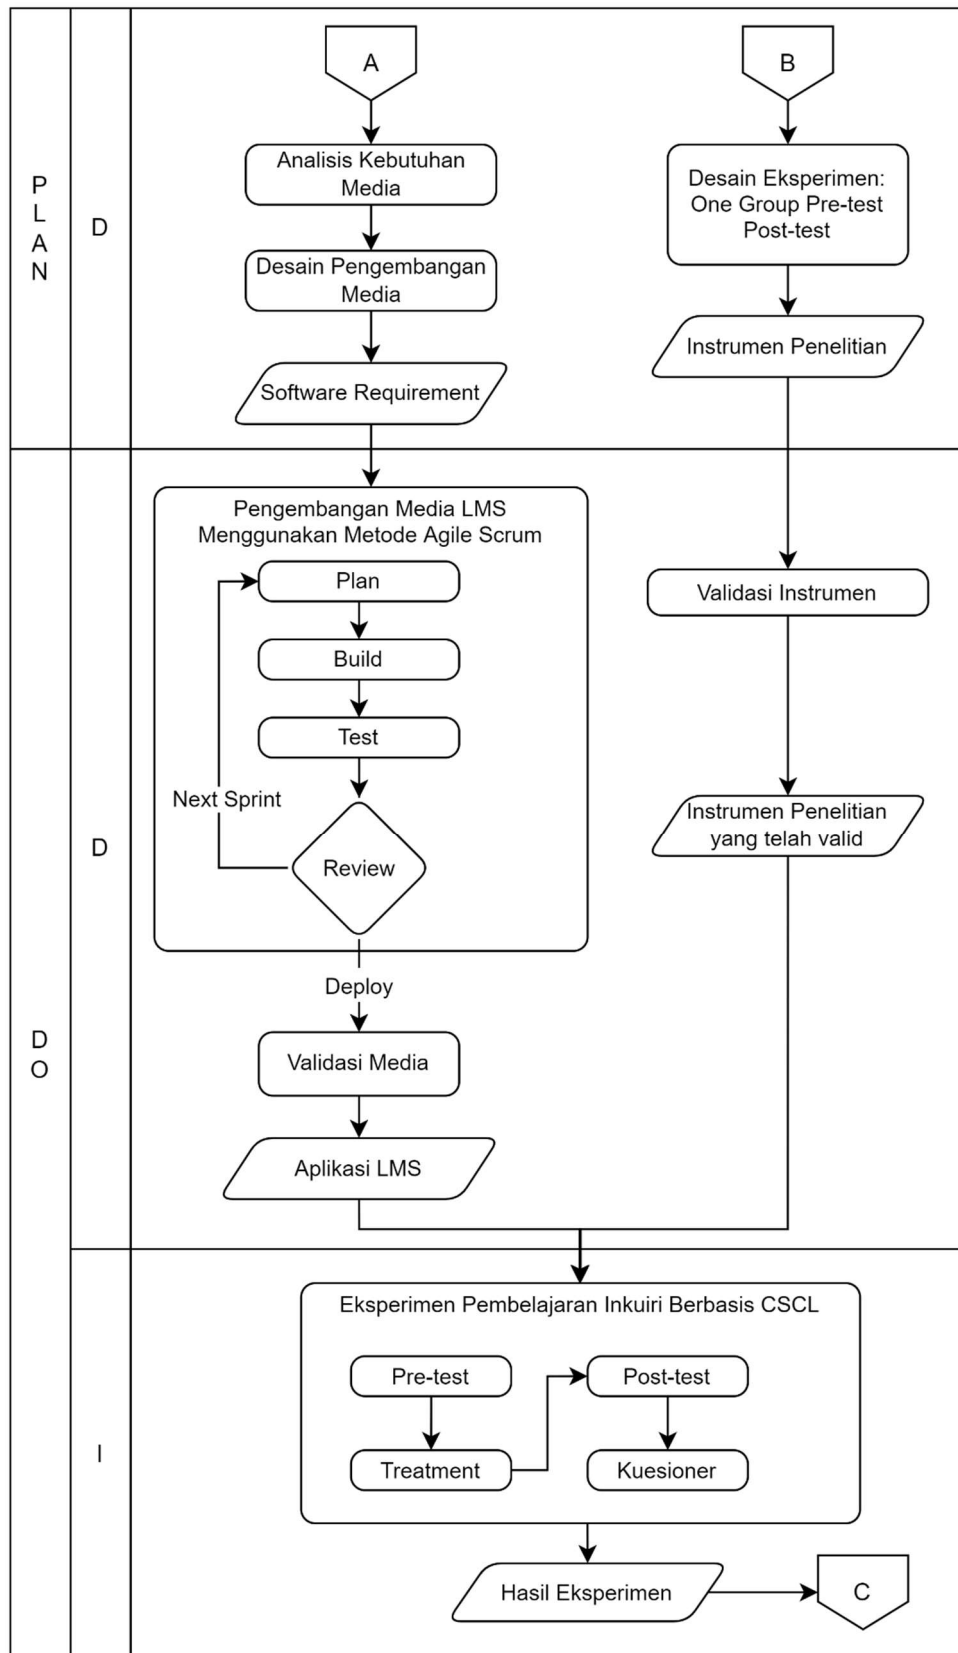 P
L
A
N
D
A
B
Analisis Kebutuhan
Media
Desain Eksperimen:
One Group Pre-test
Post-test
Desain Pengembangan
Media
Instrumen Penelitian
Software Requirement
D
O
D
Pengembangan Media LMS
Menggunakan Metode Agile Scrum
Plan
Build
Test
Next Sprint
Review
Deploy
Validasi Media
Aplikasi LMS
Validasi Instrumen
Instrumen Penelitian
yang telah valid
I
Eksperimen Pembelajaran Inkuiri Berbasis CSCL
Pre-test
Treatment
Post-test
Kuesioner
Hasil Eksperimen
C